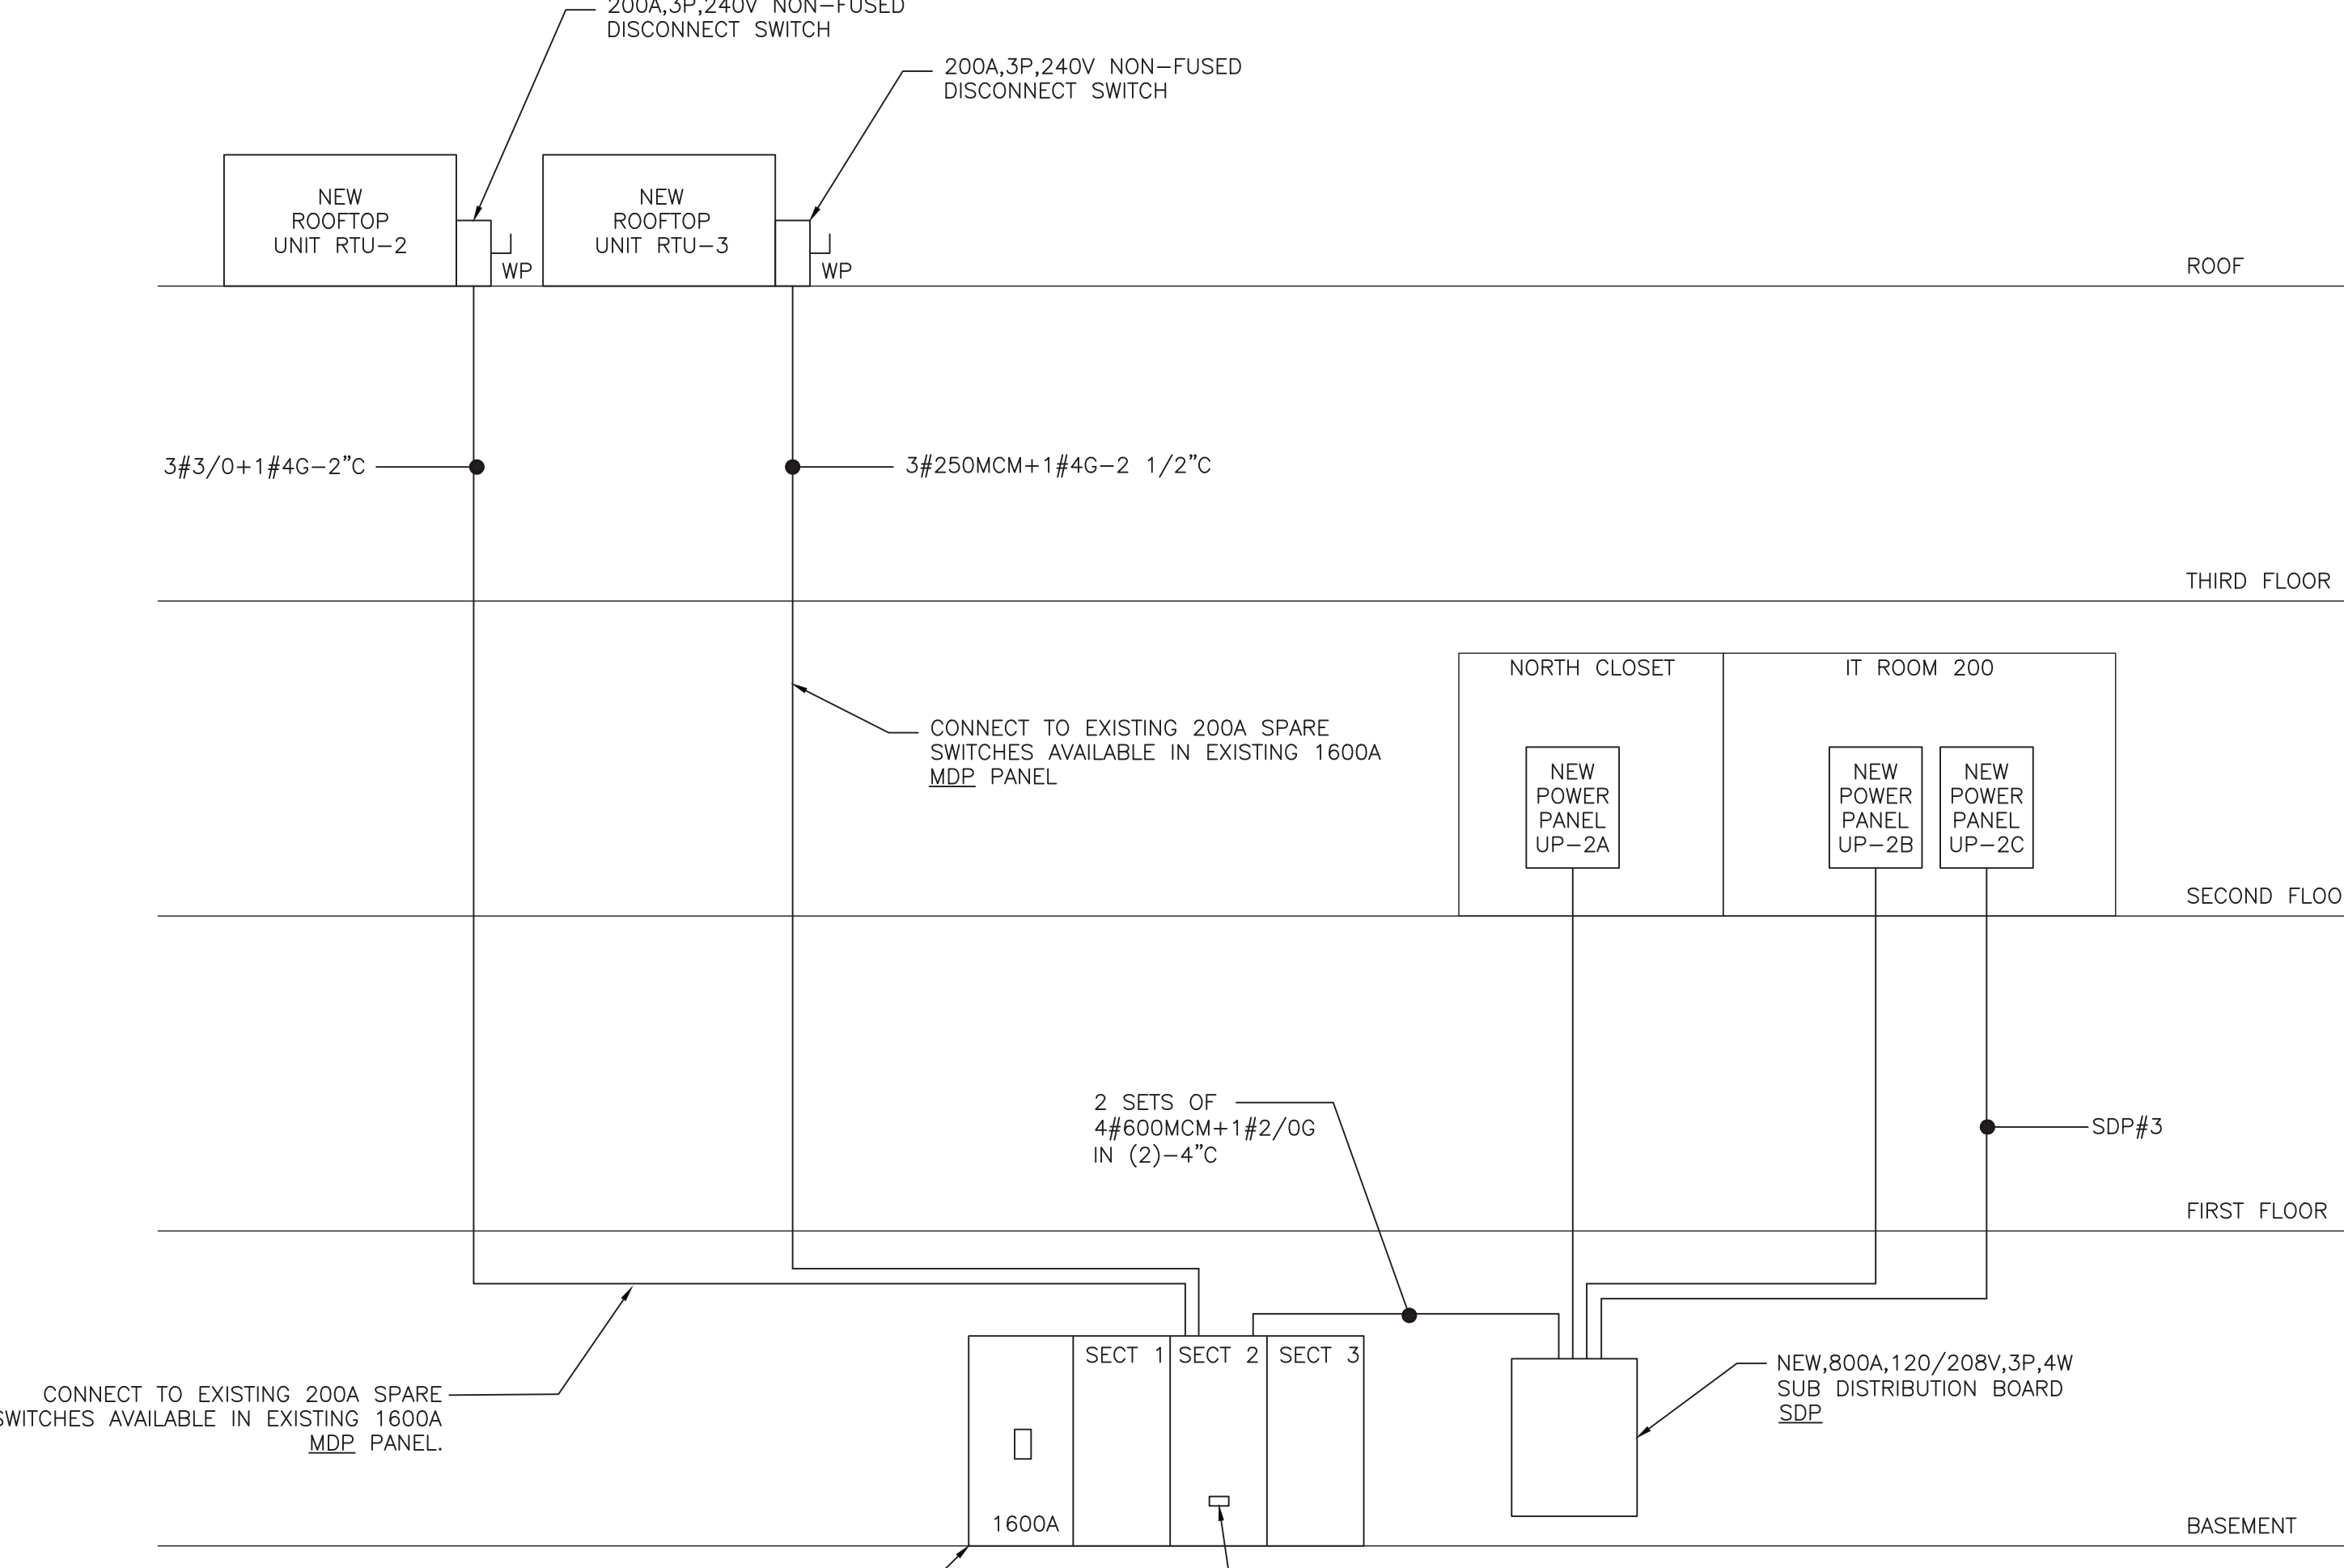 200A,3P,240V NON-FUSED
DISCONNECT SWITCH
200A,3P,240V NON-FUSED
DISCONNECT SWITCH
NEW
ROOFTOP
UNIT RTU-2
WP
NEW
ROOFTOP
UNIT RTU-3
WP
ROOF
3#3/0+1#4G-2"C
3#250MCM+1#4G-2 1/2"C
THIRD FLOOR
NORTH CLOSET
IT ROOM 200
CONNECT TO EXISTING 200A SPARE
SWITCHES AVAILABLE IN EXISTING 1600A
MDP PANEL
NEW
POWER
PANEL
UP-2A
NEW
POWER
PANEL
UP-2B
NEW
POWER
PANEL
UP-2C
SECOND FLOO
2 SETS OF
4#600MCM+1#2/0G
IN (2)-4"C
SDP#3
FIRST FLOOR
CONNECT TO EXISTING 200A SPARE
SWITCHES AVAILABLE IN EXISTING 1600A
MDP PANEL.
SECT 1
SECT 2
SECT 3
1600A
NEW,800A,120/208V,3P,4W
SUB DISTRIBUTION BOARD
SDP
BASEMENT